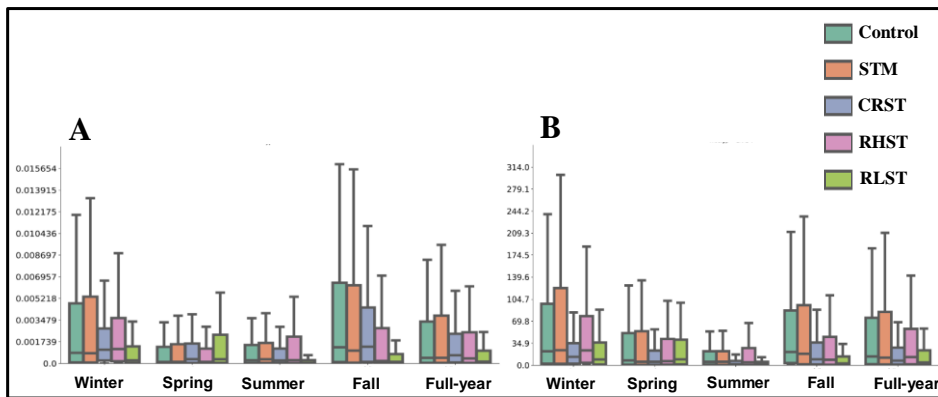 A
0.015654
0.013915
0.012175
0.010436
0.008697
0.006957
0.005218
0.003479
0.001739
0.0
Winter Spring Summer Fall Full-year
B
314.0
279.1
244.2
209.3
174.5
139.6
104.7
69.8
34.9
0.0
Winter Spring Summer Fall Full-year
Control
STM
CRST
RHST
RLST